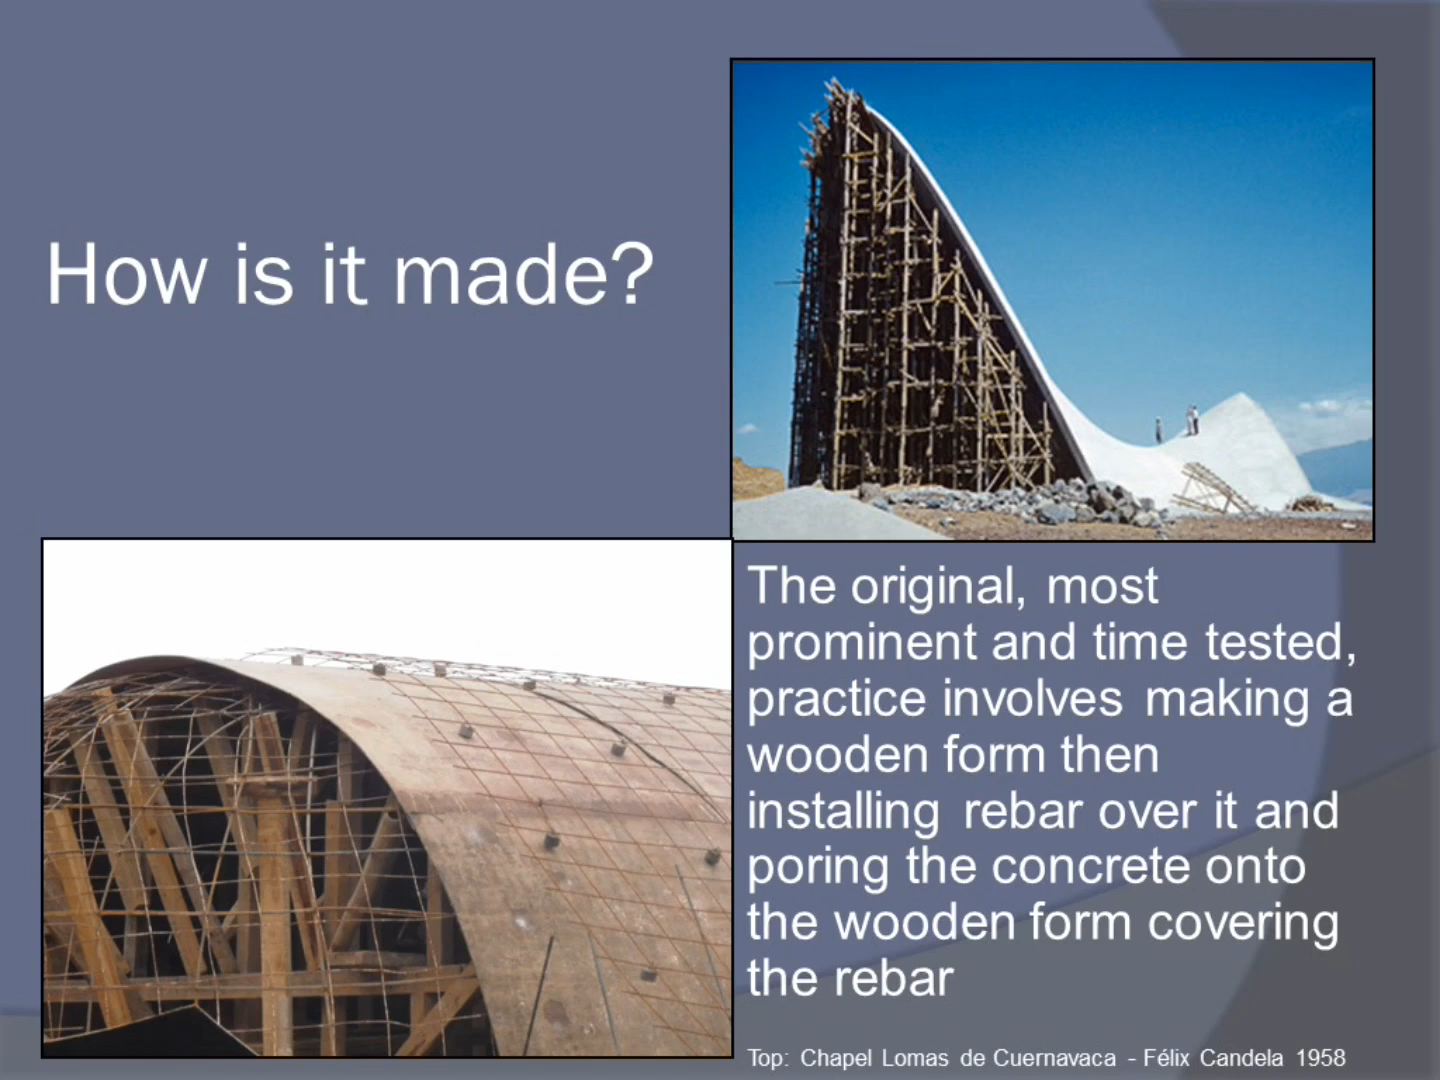 How is it made?
The original, most
prominent and time tested,
practice involves making a
wooden form then
installing rebar over it and
poring the concrete onto
the wooden form covering
the rebar
Top: Chapel Lomas de Cuernavaca - Félix Candela 1958